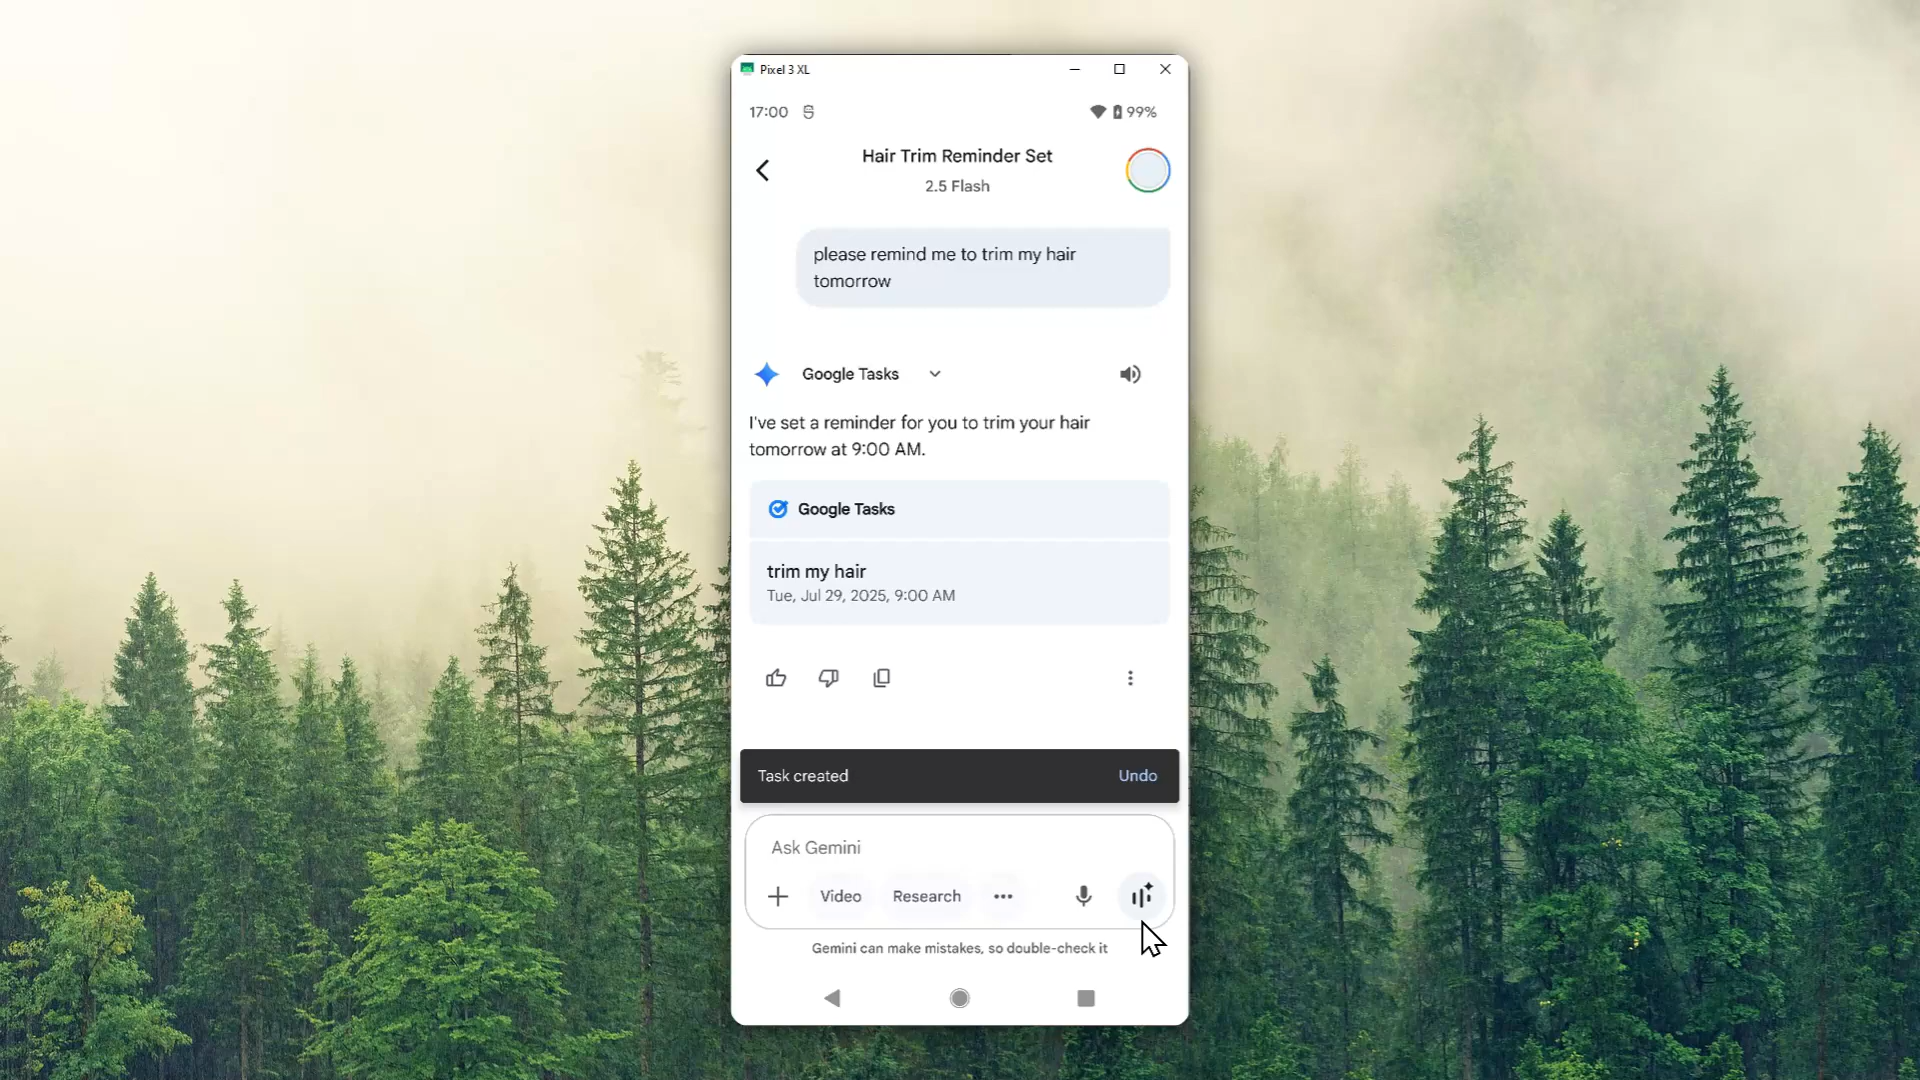 Pixel 3 XL
17:00
99%
Hair Trim Reminder Set
2.5 Flash
please remind me to trim my hair
tomorrow
Google Tasks
I've set a reminder for you to trim your hair
tomorrow at 9:00 AM.
Google Tasks
trim my hair
Tue, Jul 29, 2025, 9:00 AM
Task created
Undo
Ask Gemini
Video
Research
Gemini can make mistakes, so double-check it